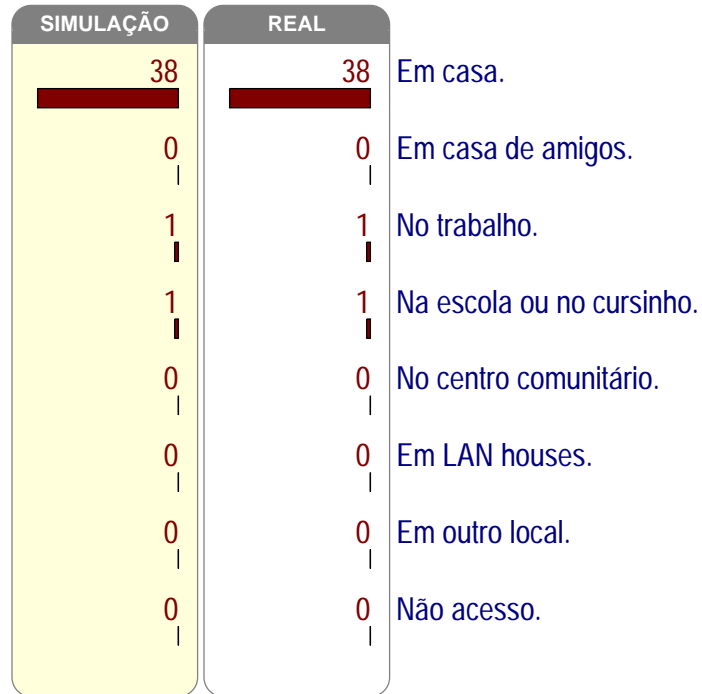 SIMULAÇÃO REAL
38 38 Em casa.
0 0 Em casa de amigos.
1 1 No trabalho.
1 1 Na escola ou no cursinho.
0 0 No centro comunitário.
0 0 Em LAN houses.
0 0 Em outro local.
0 0 Não acesso.